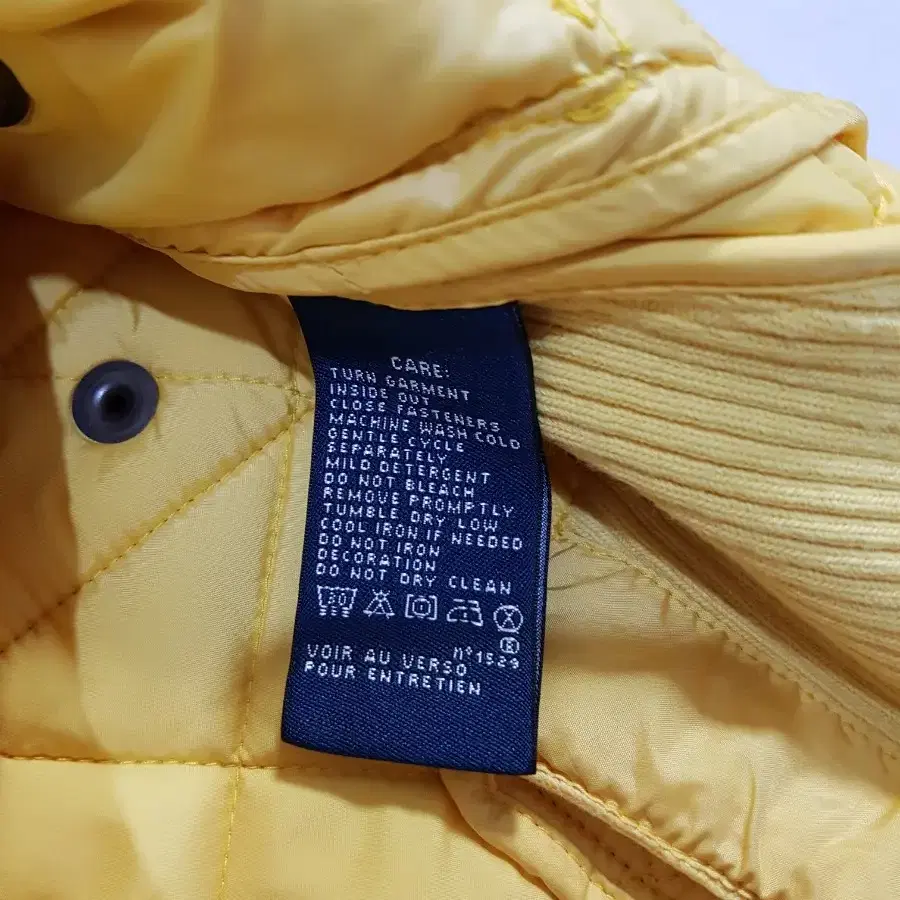 CARE:
TURN GARMENT
INSIDE OUT
CLOSE FASTENERS
MACHINE WASH COLD
GENTLE CYCLE
SEPARATELY
MILD DETERGENT
DO NOT BLEACH
REMOVE PROMPTLY
TUMBLE DRY LOW
COOL IRON IF NEEDED
DO NOT IRON
DECORATION
DO NOT DRY CLEAN
30
®
VOIR AU VERSO nº1529
POUR ENTRETIEN